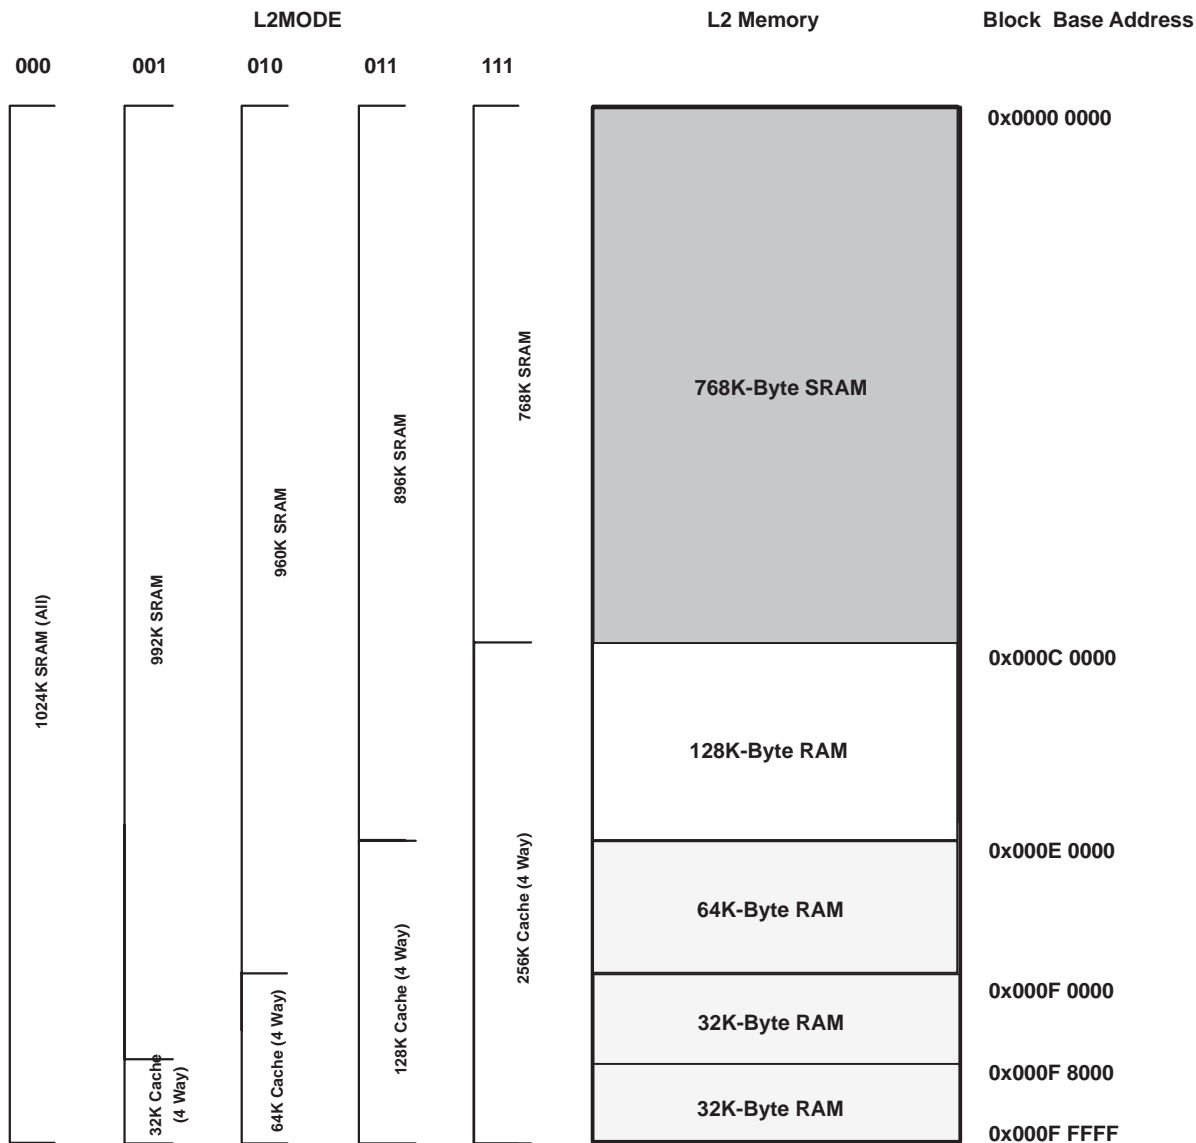 L2MODE
L2 Memory
Block Base Address
000
001
010
011
111
0x0000 0000
768K SRAM
768K-Byte SRAM
896K SRAM
960K SRAM
992K SRAM
1024K SRAM (All)
0x000C 0000
128K-Byte RAM
0x000E 0000
256K Cache (4 Way)
64K-Byte RAM
128K Cache (4 Way)
0x000F 0000
32K-Byte RAM
64K Cache (4 Way)
32K Cache
(4 Way)
0x000F 8000
32K-Byte RAM
0x000F FFFF